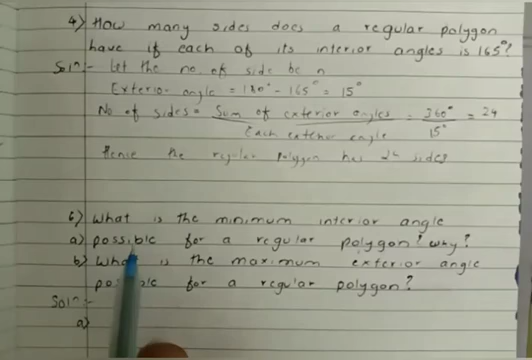 4) How many sides does a regular polygon
have if each of its interior angles is 165°?
Soln:- Let the no. of side be n
Exterior angle = 180° - 165° = 15°
No of sides = Sum of exterior angles / Each exterior angle = 360° / 15° = 24
Hense the regular polygon has 24 sides
6) What is the minimum interior angle
a) possible for a regular polygon? why?
b) What is the maximum exterior angle
possible for a regular polygon?
Soln:-
a)